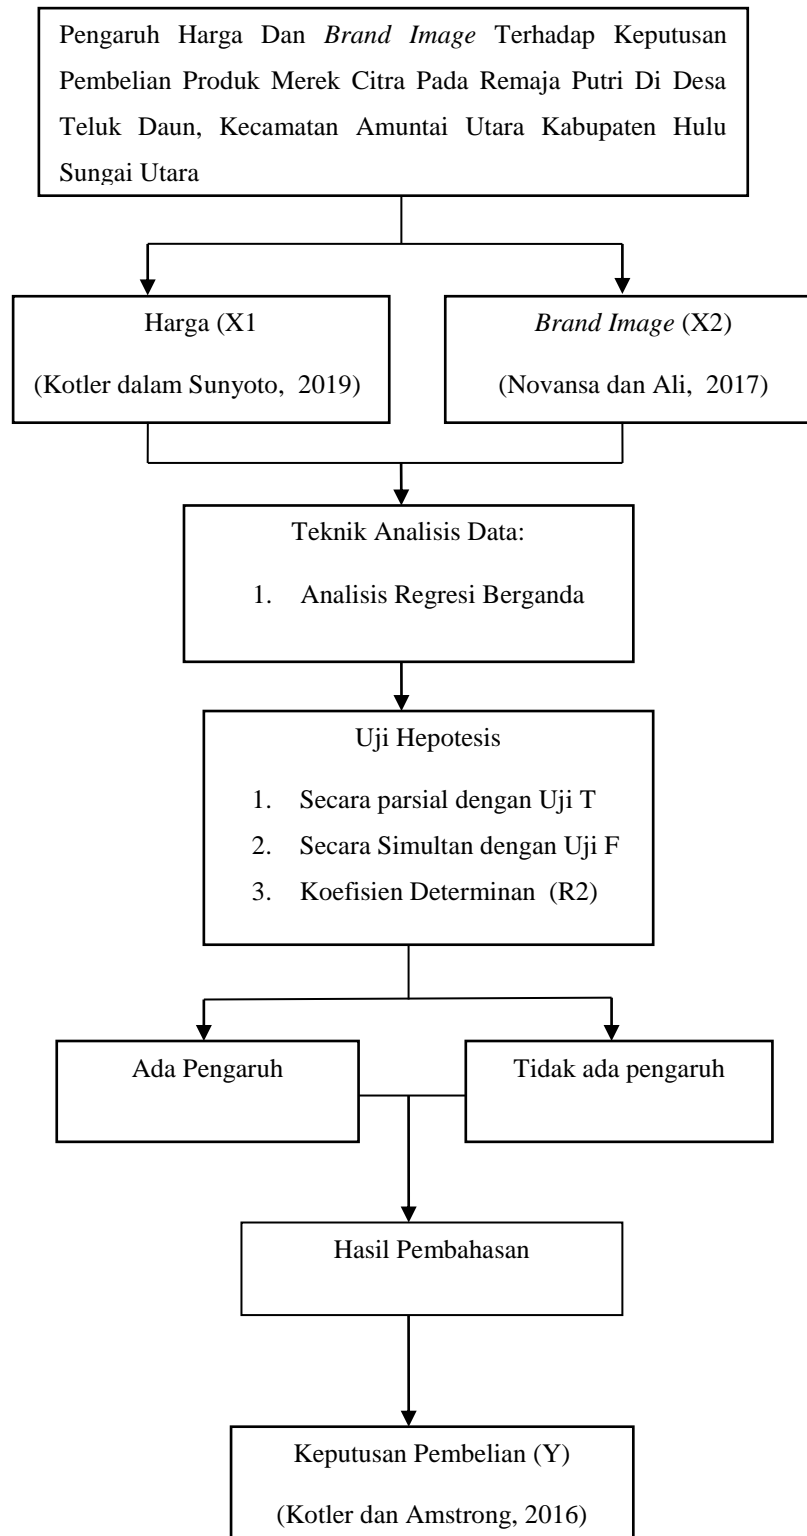 Pengaruh Harga Dan Brand Image Terhadap Keputusan
Pembelian Produk Merek Citra Pada Remaja Putri Di Desa
Teluk Daun, Kecamatan Amuntai Utara Kabupaten Hulu
Sungai Utara
Harga (X1
(Kotler dalam Sunyoto, 2019)
Brand Image (X2)
(Novansa dan Ali, 2017)
Teknik Analisis Data:
1. Analisis Regresi Berganda
Uji Hepotesis
1. Secara parsial dengan Uji T
2. Secara Simultan dengan Uji F
3. Koefisien Determinan (R2)
Ada Pengaruh
Tidak ada pengaruh
Hasil Pembahasan
Keputusan Pembelian (Y)
(Kotler dan Amstrong, 2016)